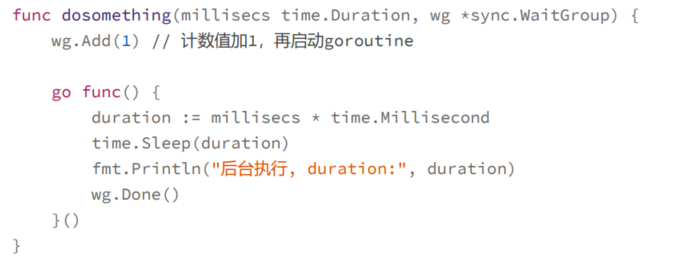 func dosomething(millisecs time.Duration, wg *sync.WaitGroup) {
    wg.Add(1) // 计数值加1，再启动goroutine

    go func() {
        duration := millisecs * time.Millisecond
        time.Sleep(duration)
        fmt.Println("后台执行, duration:", duration)
        wg.Done()
    }()
}